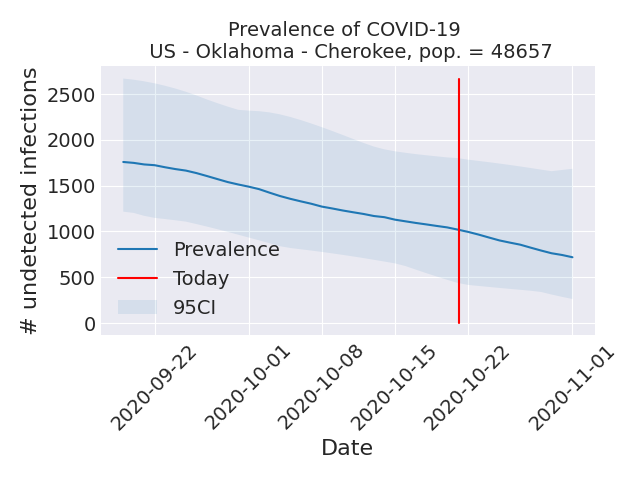 Prevalence of COVID-19
US - Oklahoma - Cherokee, pop. = 48657
# undetected infections
2500
2000
1500
1000
500
0
Prevalence
Today
95CI
2020-09-22
2020-10-01
2020-10-08
2020-10-15
2020-10-22
2020-11-01
Date